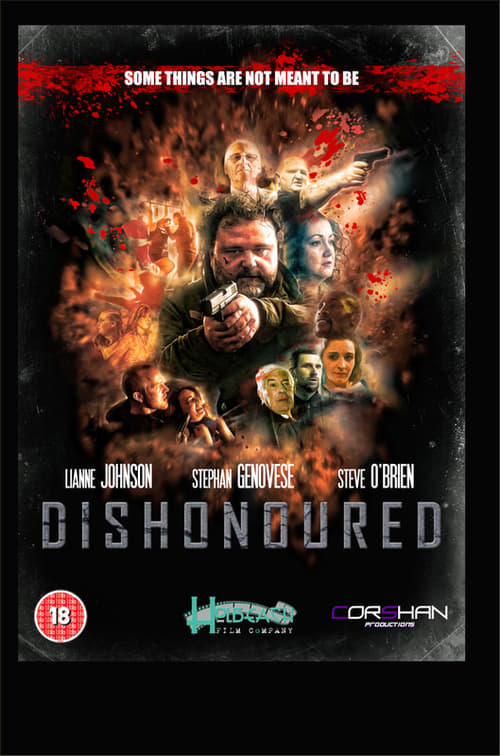 SOME THINGS ARE NOT MEANT TO BE
LIANNE JOHNSON STEPHAN GENOVESE STEVE O'BRIEN
DISHONOURED
18
FILM COMPANY
CORSHAN
PRODUCTIONS